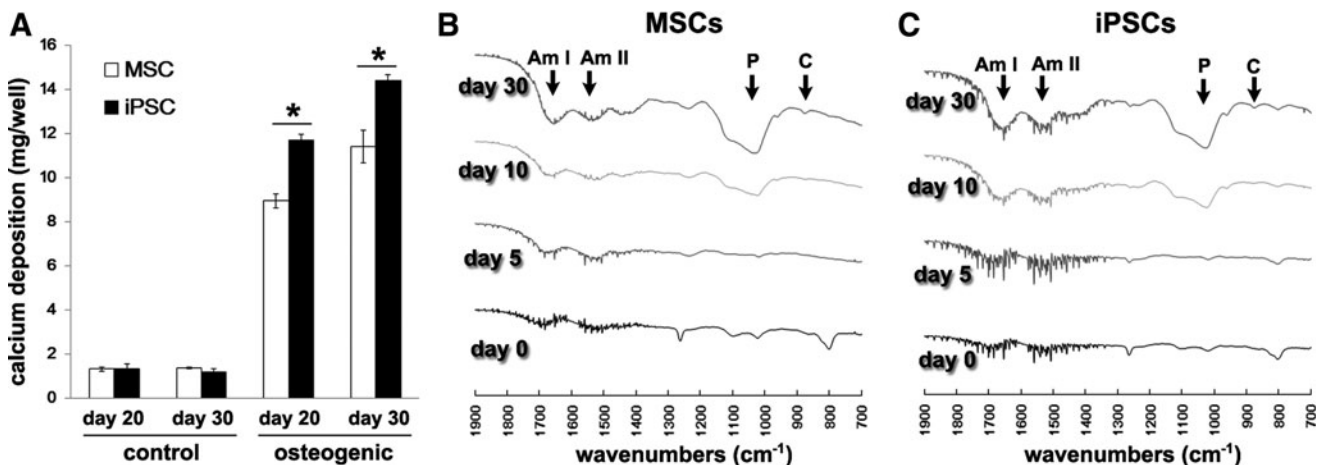 A
calcium deposition (mg/well)
16
14
12
10
8
6
4
2
0
MSC
iPSC
*
*
day 20
day 30
day 20
day 30
control
osteogenic
B
MSCs
Am I
Am II
P
C
day 30
day 10
day 5
day 0
1900
1700
1600
1500
1400
1300
1200
1100
1000
900
800
700
wavenumbers (cm⁻¹)
C
iPSCs
Am I
Am II
P
C
day 30
day 10
day 5
day 0
1900
1700
1600
1500
1400
1300
1200
1100
1000
900
800
700
wavenumbers (cm⁻¹)